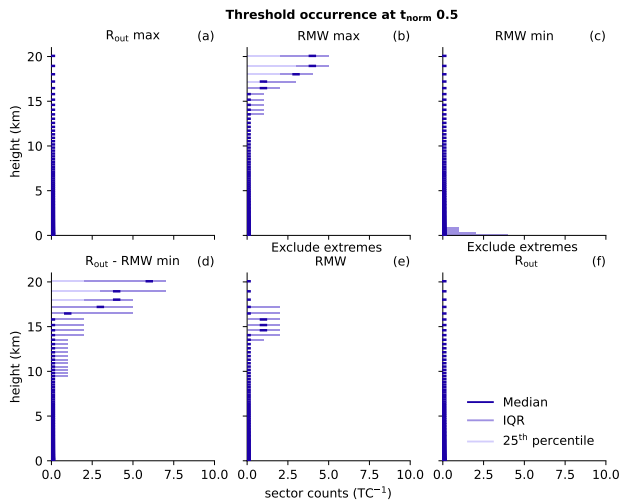 Threshold occurrence at t_norm 0.5
R_out max (a) RMW max (b) RMW min (c)
20
15
10
5
0
height (km)
R_out - RMW min (d) Exclude extremes RMW (e) Exclude extremes R_out (f)
20
15
10
5
0
height (km)
Median
IQR
25^th percentile
0.0 2.5 5.0 7.5 10.0 0.0 2.5 5.0 7.5 10.0 0.0 2.5 5.0 7.5 10.0
sector counts (TC^−1)